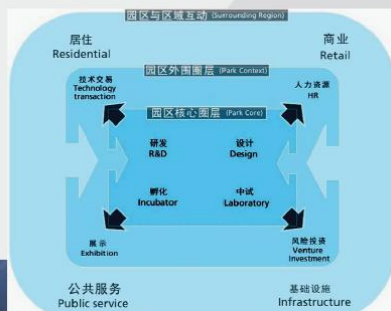 园区与区域互动 (Surrounding Region)
居住
Residential
商业
Retail
技术交易
Technology
transaction
园区外围圈层 (Park Context)
人力资源
HR
园区核心圈层 (Park Core)
研发
R&D
设计
Design
孵化
Incubator
中试
Laboratory
展示
Exhibition
风险投资
Venture
Investment
公共服务
Public service
基础设施
Infrastructure